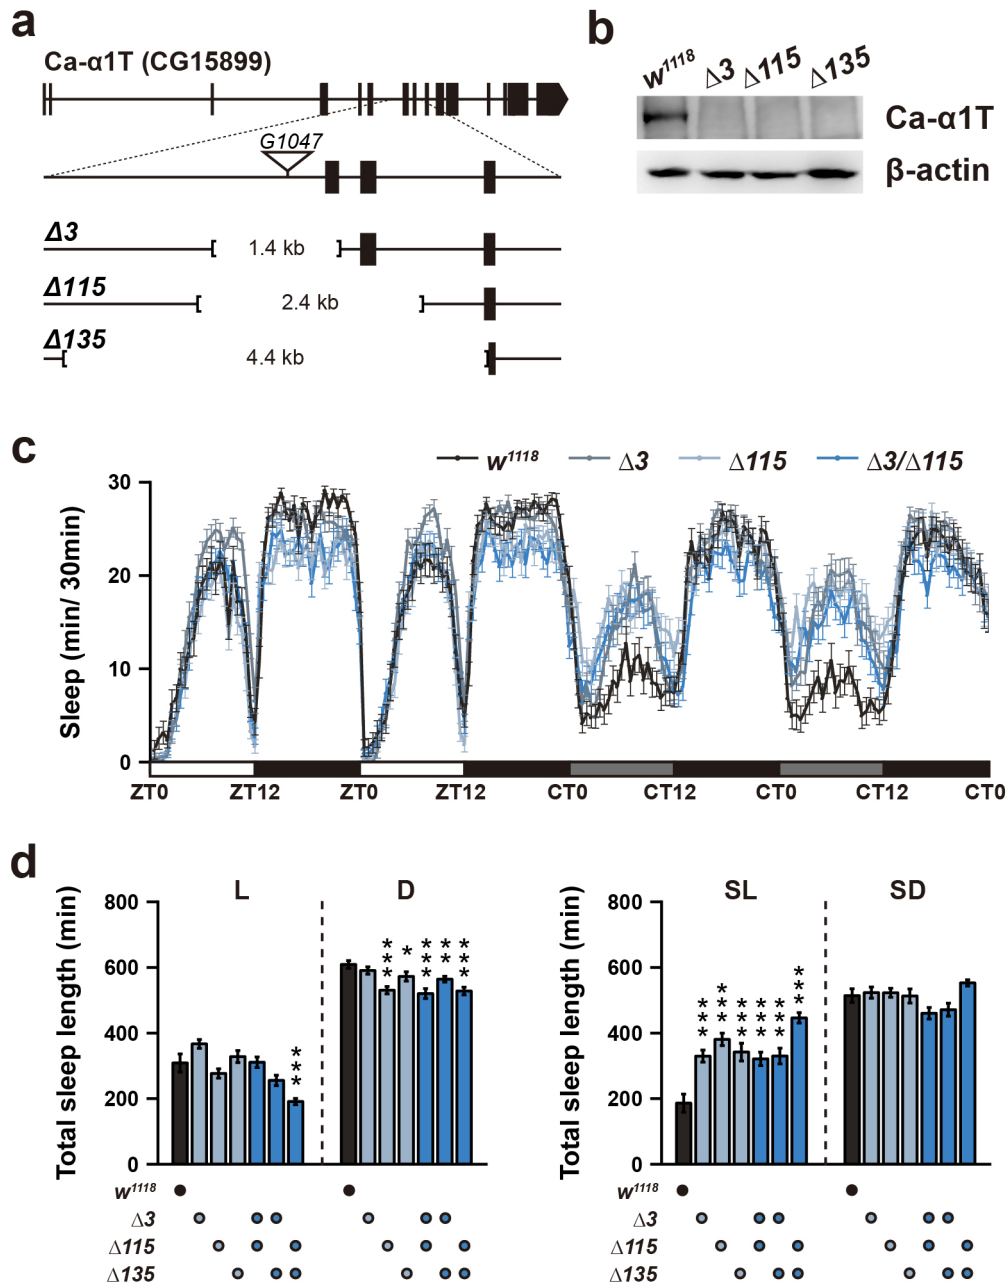 a
Ca-α1T (CG15899)
G1047
Δ3
1.4 kb
Δ115
2.4 kb
Δ135
4.4 kb
b
w1118 Δ3 Δ115 Δ135
Ca-α1T
β-actin
c
w1118 Δ3 Δ115 Δ3/Δ115
Sleep (min/ 30min)
30
20
10
0
ZT0 ZT12 ZT0 ZT12 CT0 CT12 CT0 CT12 CT0
d
L D
Total sleep length (min)
800
600
400
200
0
*** * *** ** ***
***
w1118
Δ3
Δ115
Δ135
SL SD
Total sleep length (min)
800
600
400
200
0
*** *** *** *** *** ***
w1118
Δ3
Δ115
Δ135